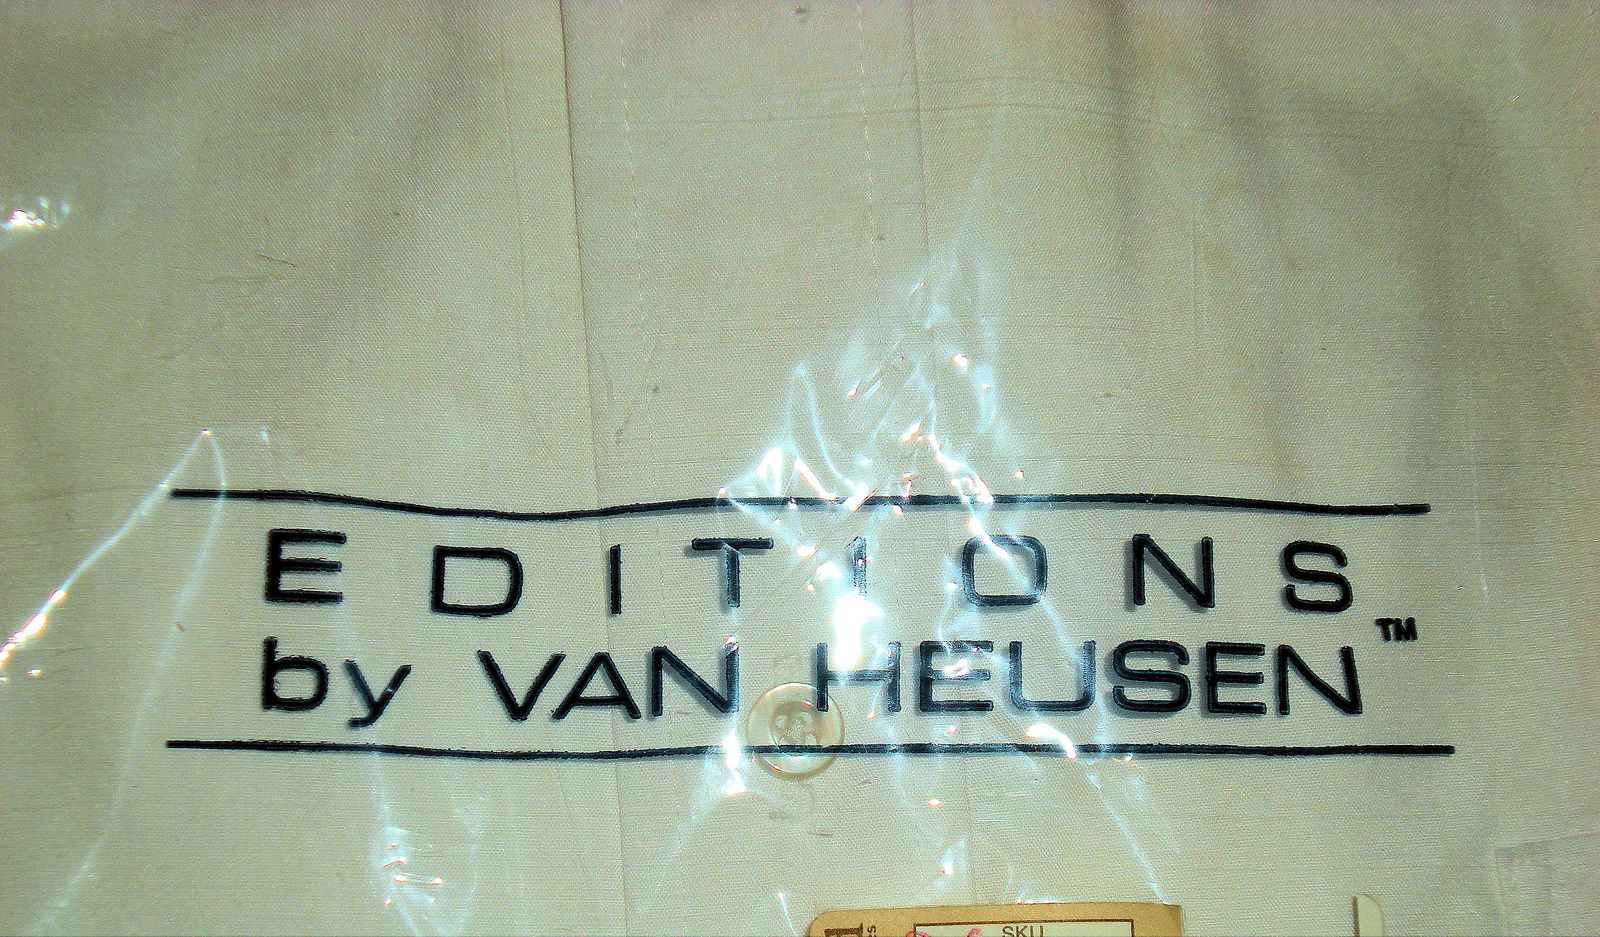 EDITIONS
by VAN HEUSEN™
SKU